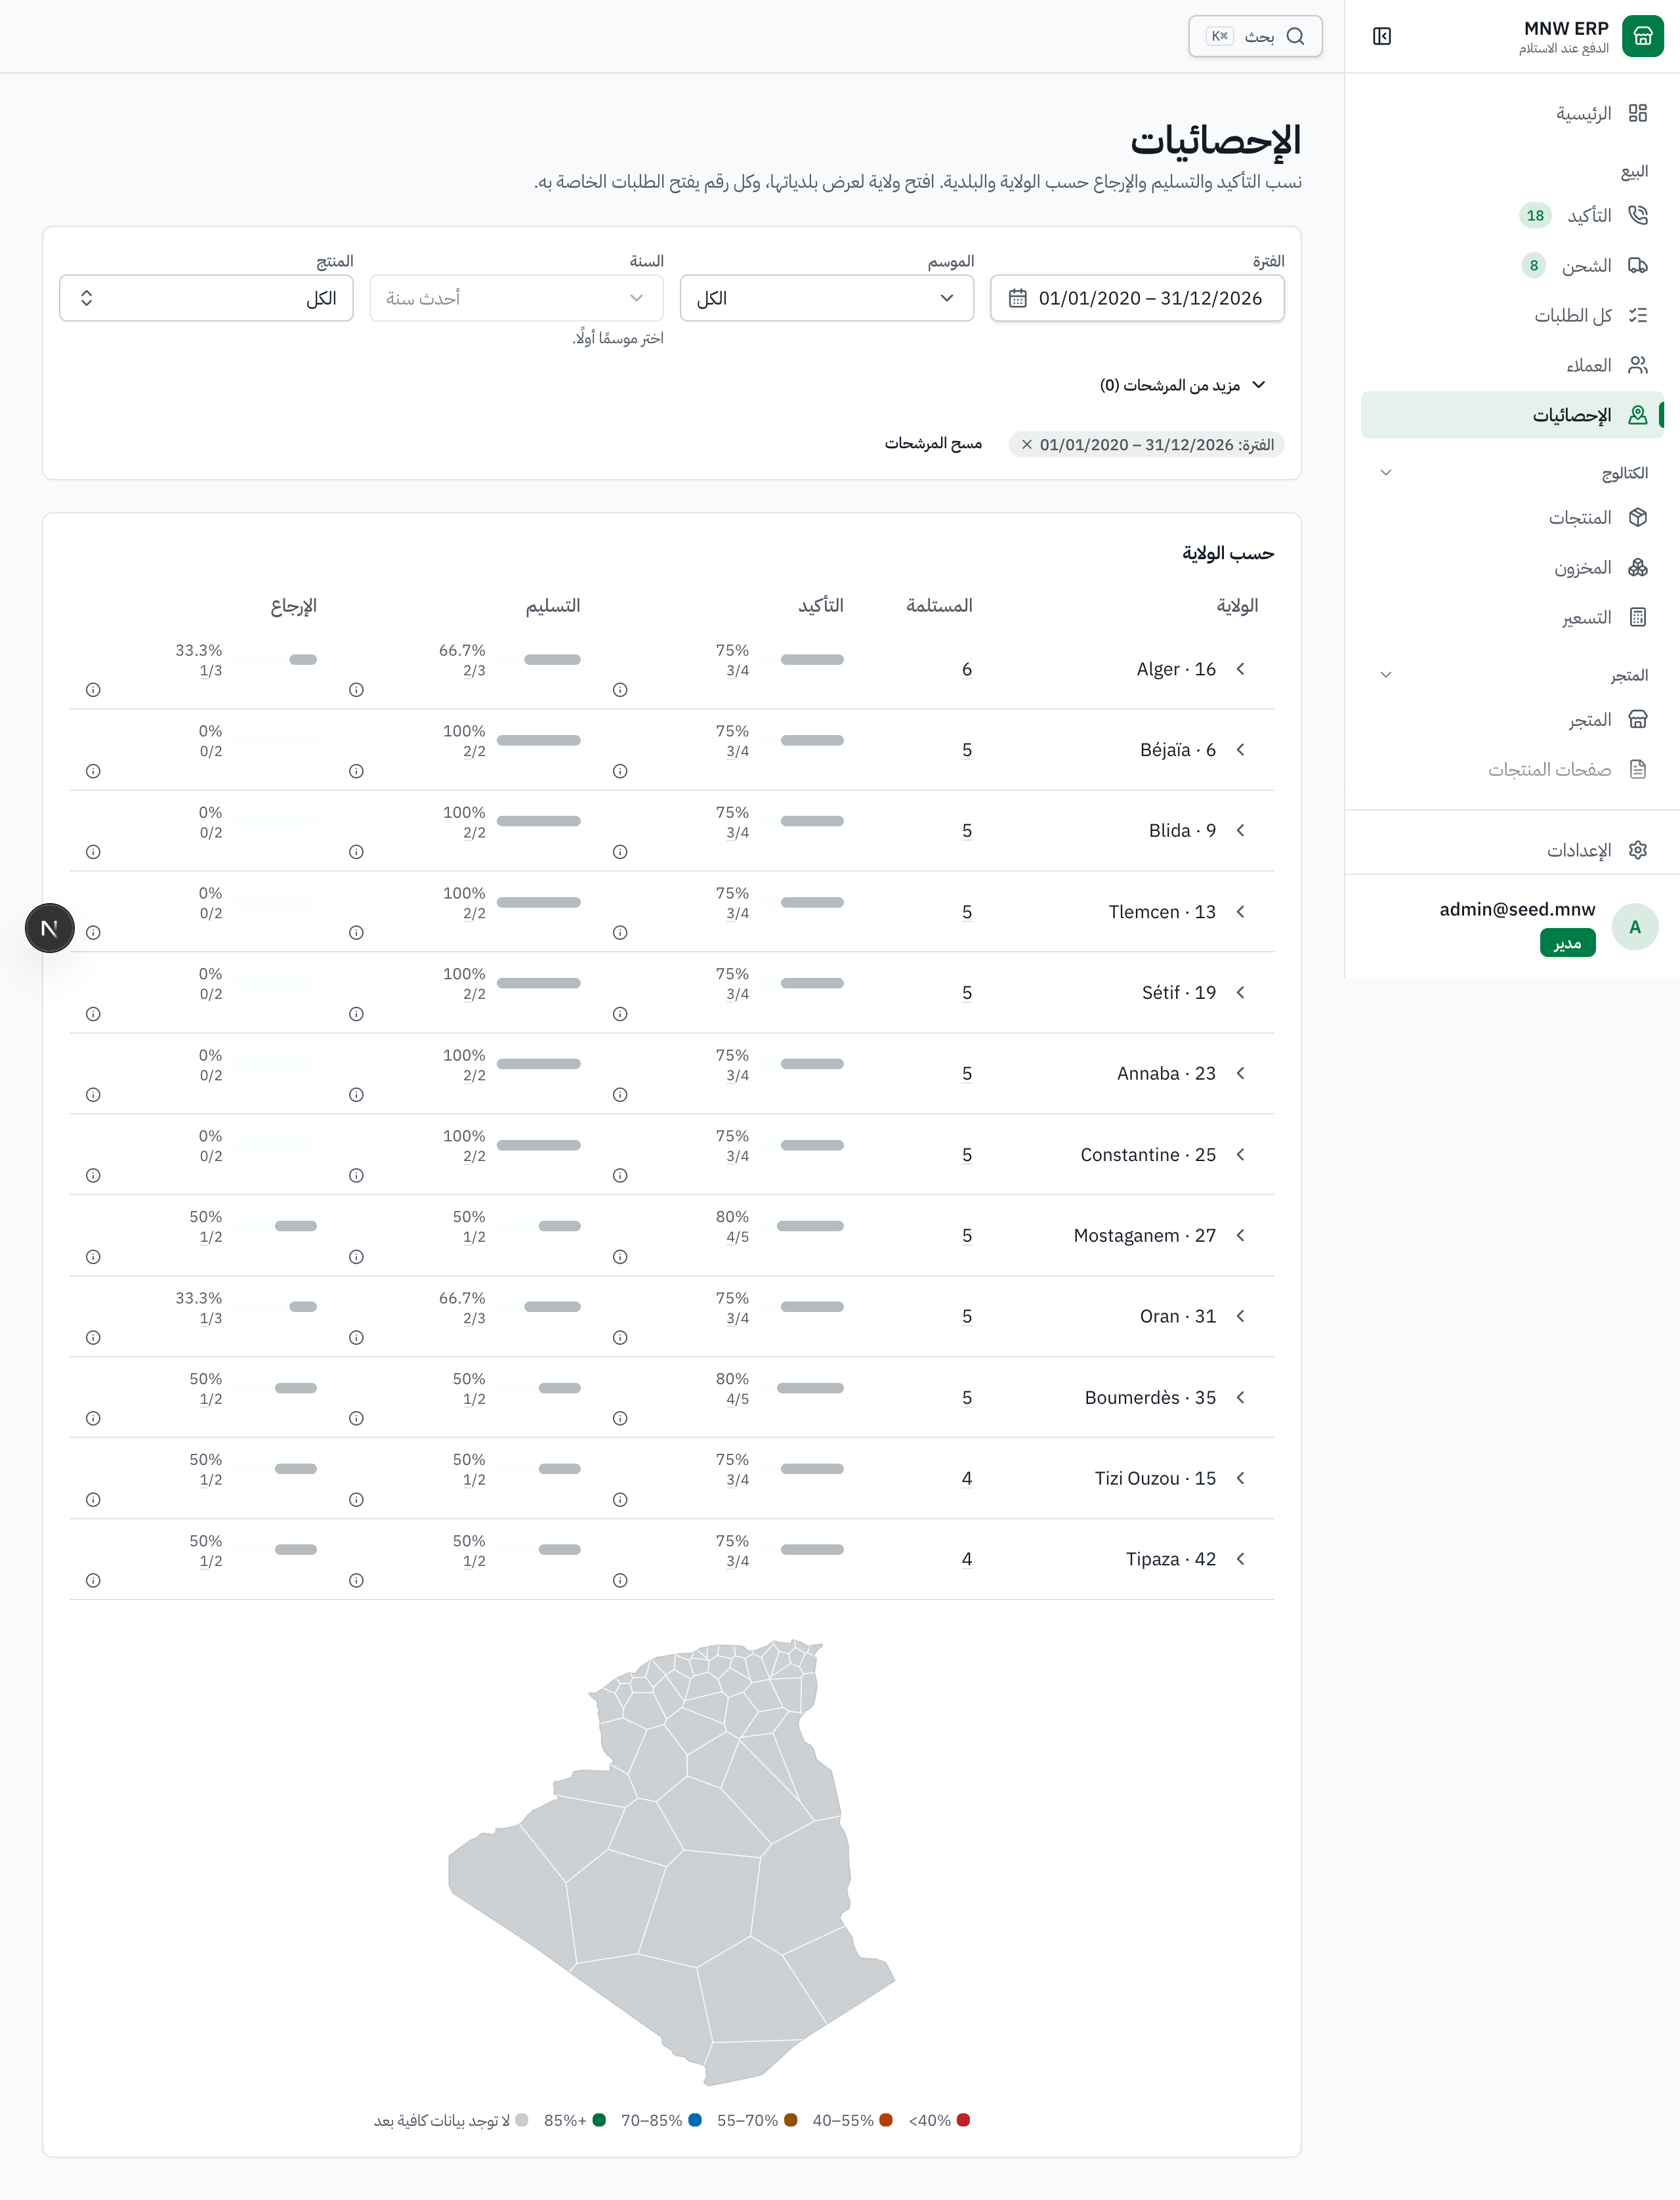 MNW ERP
الدفع عند الاستلام
بحث ⌘K
الرئيسية
البيع
التأكيد 18
الشحن 8
كل الطلبات
العملاء
الإحصائيات
الكتالوج
المنتجات
المخزون
التسعير
المتجر
المتجر
صفحات المنتجات
الإعدادات
A
admin@seed.mnw
مدير
الإحصائيات
نسب التأكيد والتسليم والإرجاع حسب الولاية والبلدية. افتح ولاية لعرض بلدياتها، وكل رقم يفتح الطلبات الخاصة به.
الفترة الموسم السنة المنتج
01/01/2020 – 31/12/2026 الكل أحدث سنة الكل
اختر موسمًا أولًا.
مزيد من المرشحات (0)
الفترة: 01/01/2020 – 31/12/2026 مسح المرشحات
حسب الولاية
الولاية المستلمة التأكيد التسليم الإرجاع
16 · Alger 6 75% 3/4 66.7% 2/3 33.3% 1/3
6 · Béjaïa 5 75% 3/4 100% 2/2 0% 0/2
9 · Blida 5 75% 3/4 100% 2/2 0% 0/2
13 · Tlemcen 5 75% 3/4 100% 2/2 0% 0/2
19 · Sétif 5 75% 3/4 100% 2/2 0% 0/2
23 · Annaba 5 75% 3/4 100% 2/2 0% 0/2
25 · Constantine 5 75% 3/4 100% 2/2 0% 0/2
27 · Mostaganem 5 80% 4/5 50% 1/2 50% 1/2
31 · Oran 5 75% 3/4 66.7% 2/3 33.3% 1/3
35 · Boumerdès 5 80% 4/5 50% 1/2 50% 1/2
15 · Tizi Ouzou 4 75% 3/4 50% 1/2 50% 1/2
42 · Tipaza 4 75% 3/4 50% 1/2 50% 1/2
<40% 40–55% 55–70% 70–85% 85%+ لا توجد بيانات كافية بعد
N